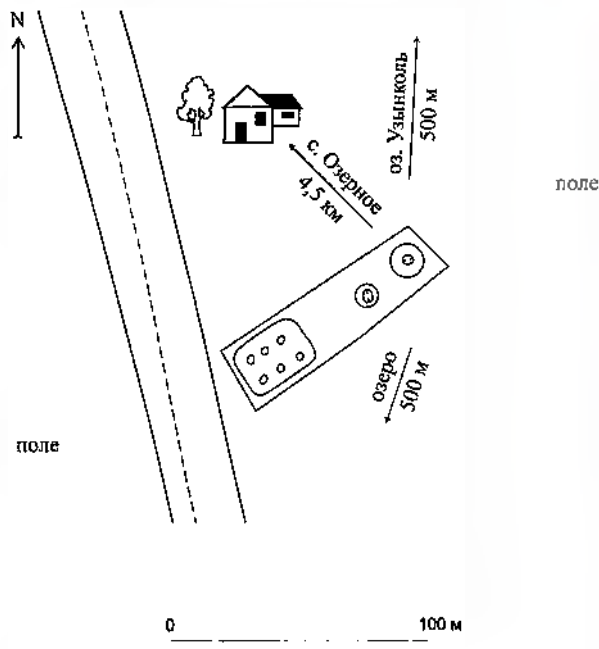 N
оз. Узынколь
500 м
поле
с. Озерное
4,5 км
озеро
500 м
поле
0 100 м